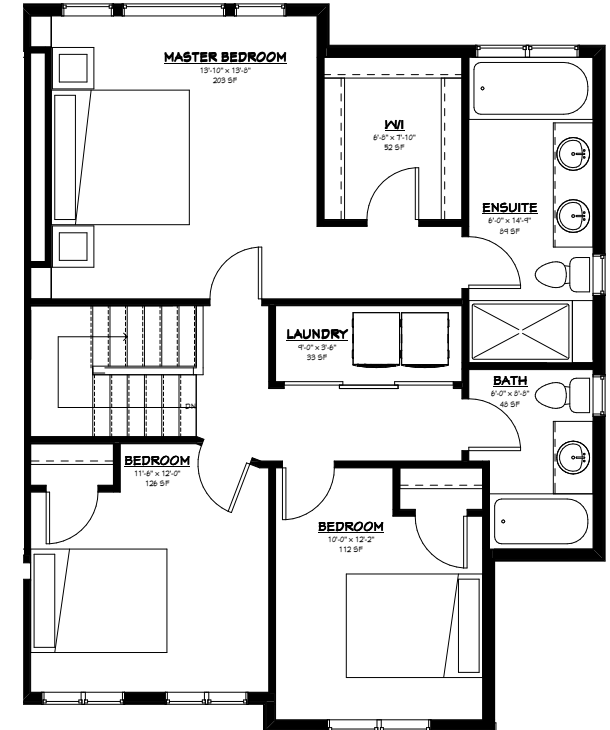 MASTER BEDROOM
13'-10" x 13'-8"
203 SF
W/I
6'-8" x 7'-10"
52 SF
ENSUITE
6'-0" x 14'-9"
89 SF
LAUNDRY
9'-0" x 3'-6"
33 SF
BATH
6'-0" x 8'-8"
48 SF
DN
BEDROOM
11'-6" x 12'-0"
126 SF
BEDROOM
10'-0" x 12'-2"
112 SF